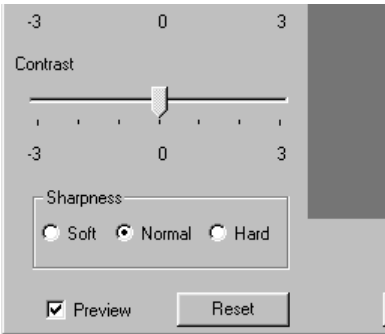 -3 0 3
Contrast
-3 0 3
Sharpness
Soft Normal Hard
Preview Reset